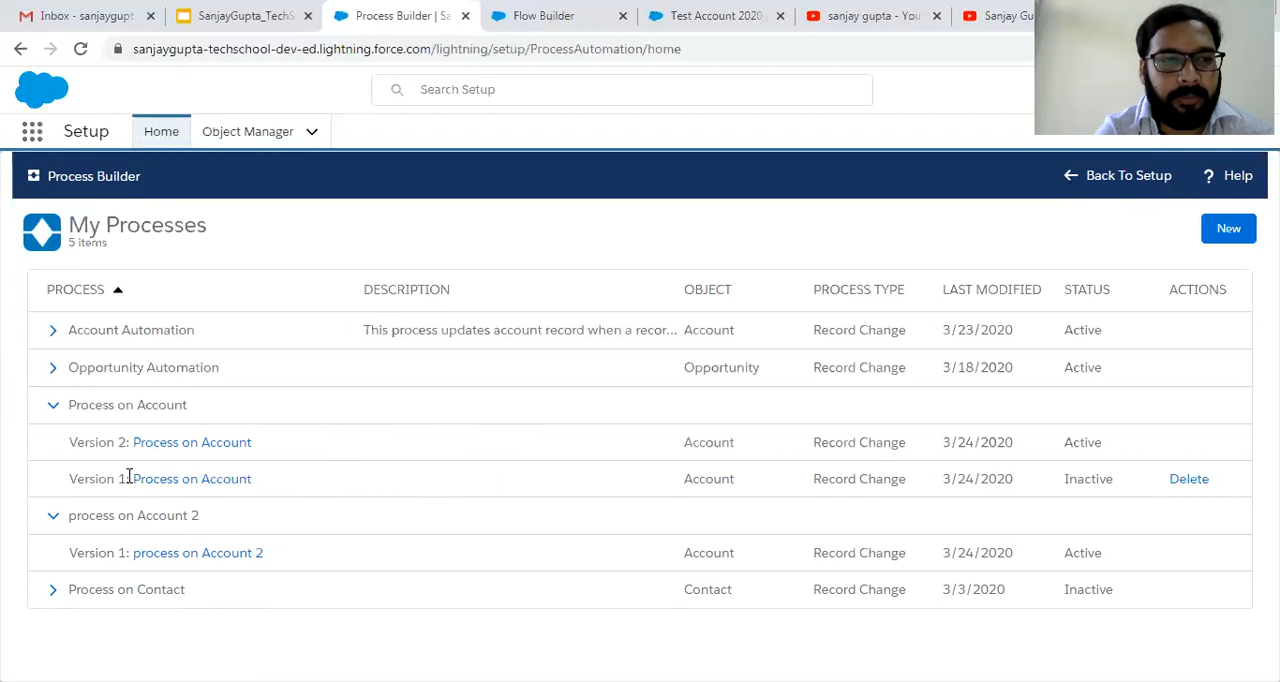 Inbox - sanjaygupt
SanjayGupta_TechS
Process Builder | Sa
Flow Builder
Test Account 2020
sanjay gupta - You
Sanjay Gu
sanjaygupta-techschool-dev-ed.lightning.force.com/lightning/setup/ProcessAutomation/home
Search Setup
Setup
Home
Object Manager
Process Builder
Back To Setup
? Help
My Processes
5 items
New
PROCESS DESCRIPTION OBJECT PROCESS TYPE LAST MODIFIED STATUS ACTIONS
Account Automation This process updates account record when a recor... Account Record Change 3/23/2020 Active
Opportunity Automation Opportunity Record Change 3/18/2020 Active
Process on Account
Version 2: Process on Account Account Record Change 3/24/2020 Active
Version 1: Process on Account Account Record Change 3/24/2020 Inactive Delete
process on Account 2
Version 1: process on Account 2 Account Record Change 3/24/2020 Active
Process on Contact Contact Record Change 3/3/2020 Inactive